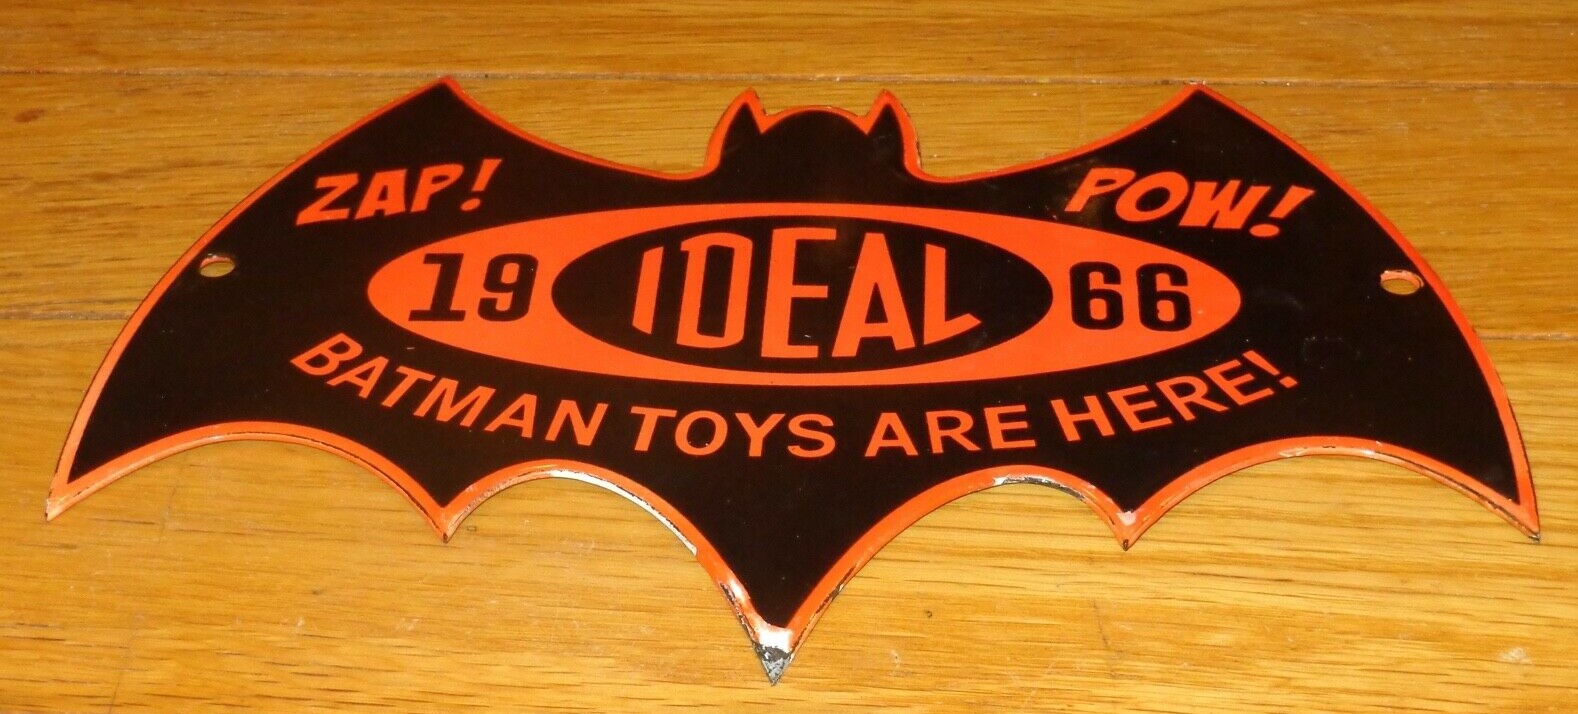 ZAP! POW!
19 IDEAL 66
BATMAN TOYS ARE HERE!